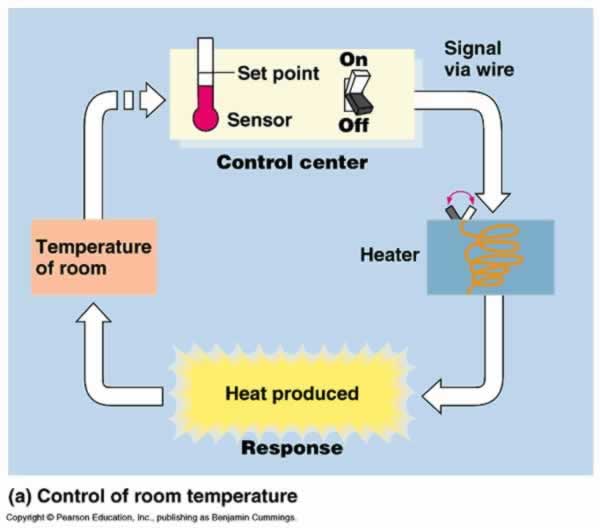 On
Set point
Sensor
Off
Control center
Signal
via wire
Heater
Heat produced
Response
Temperature
of room
(a) Control of room temperature
Copyright © Pearson Education, Inc., publishing as Benjamin Cummings.